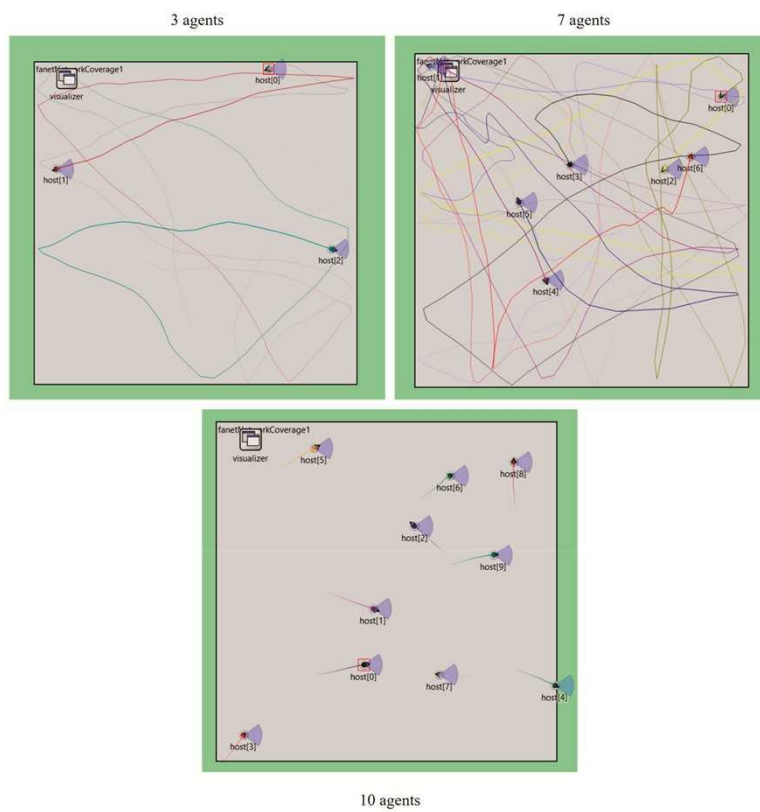 3 agents
7 agents
fanetNetworkCoverage1
visualizer
host[0]
host[1]
host[2]
visualizer
host[0]
host[3]
host[2]
host[6]
host[5]
host[4]
fanetNetworkCoverage1
visualizer
host[5]
host[6]
host[8]
host[2]
host[9]
host[1]
host[0]
host[7]
host[4]
host[3]
10 agents